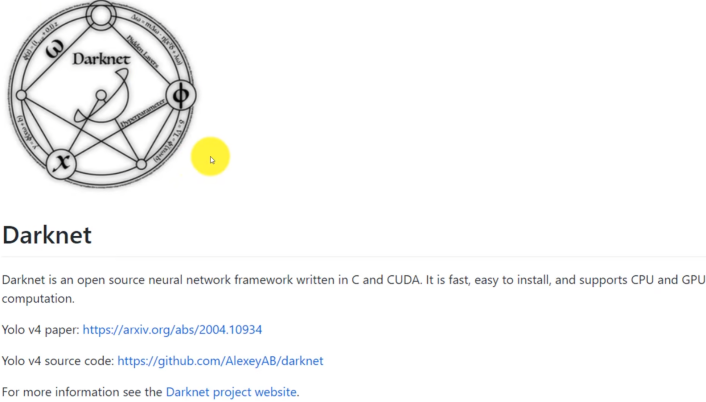 ω
Darknet
Hidden Layers
Hyperparameter
ϕ
x
Darknet
Darknet is an open source neural network framework written in C and CUDA. It is fast, easy to install, and supports CPU and GPU
computation.
Yolo v4 paper: https://arxiv.org/abs/2004.10934
Yolo v4 source code: https://github.com/AlexeyAB/darknet
For more information see the Darknet project website.